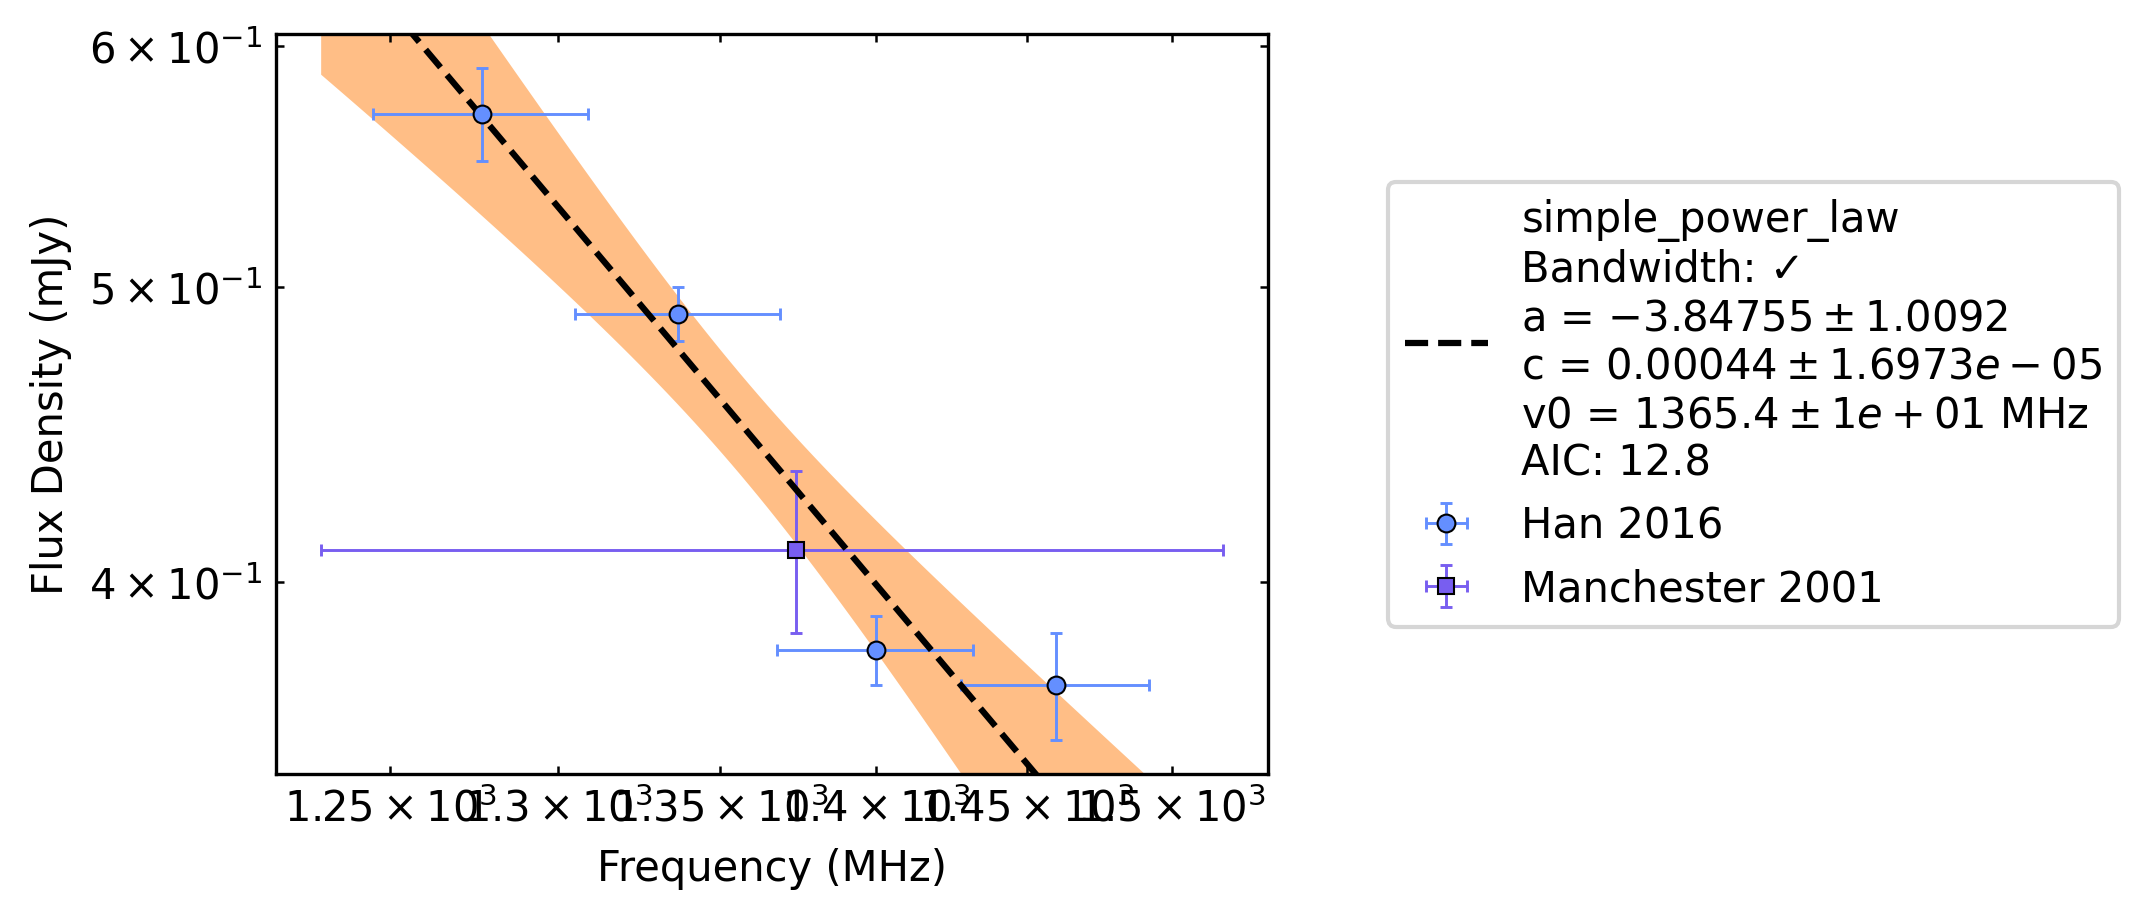 6 × 10⁻¹
5 × 10⁻¹
4 × 10⁻¹
Flux Density (mJy)
1.25 × 10³
1.3 × 10³
1.35 × 10³
1.4 × 10³
1.45 × 10³
1.5 × 10³
Frequency (MHz)
simple_power_law
Bandwidth: ✓
a = −3.84755 ± 1.0092
c = 0.00044 ± 1.6973e − 05
v0 = 1365.4 ± 1e + 01 MHz
AIC: 12.8
Han 2016
Manchester 2001